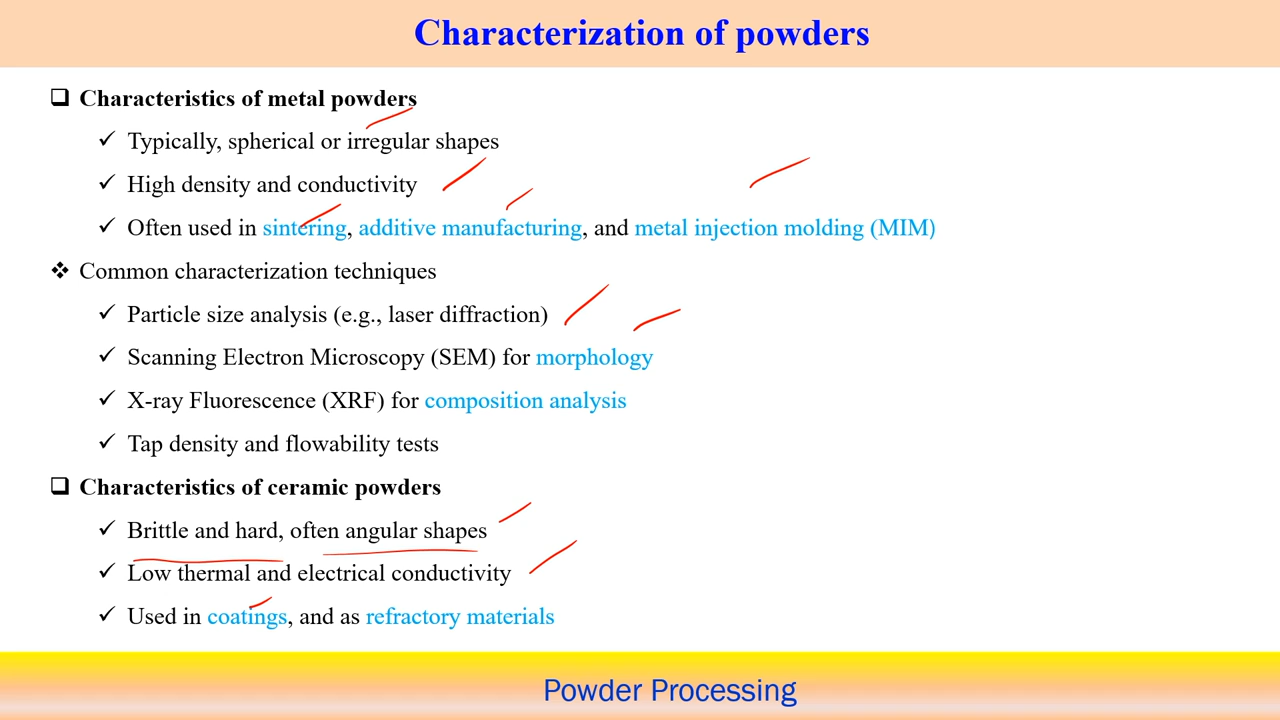 Characterization of powders
❑ Characteristics of metal powders
✓ Typically, spherical or irregular shapes
✓ High density and conductivity
✓ Often used in sintering, additive manufacturing, and metal injection molding (MIM)
❖ Common characterization techniques
✓ Particle size analysis (e.g., laser diffraction)
✓ Scanning Electron Microscopy (SEM) for morphology
✓ X-ray Fluorescence (XRF) for composition analysis
✓ Tap density and flowability tests
❑ Characteristics of ceramic powders
✓ Brittle and hard, often angular shapes
✓ Low thermal and electrical conductivity
✓ Used in coatings, and as refractory materials
Powder Processing